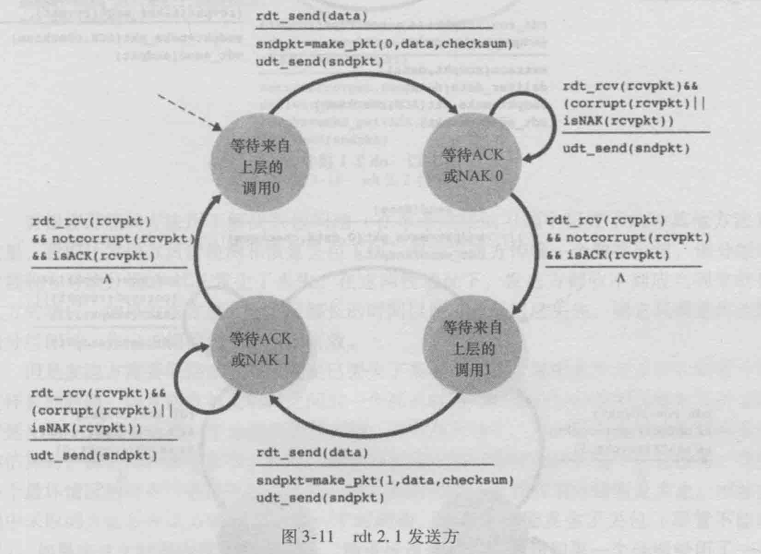 rdt_send(data)
sndpkt=make_pkt(0,data,checksum)
udt_send(sndpkt)
rdt_rcv(rcvpkt)&&
(corrupt(rcvpkt)||
isNAK(rcvpkt))
udt_send(sndpkt)
等待来自
上层的
调用0
等待ACK
或NAK 0
rdt_rcv(rcvpkt)
&& notcorrupt(rcvpkt)
&& isACK(rcvpkt)
Λ
rdt_rcv(rcvpkt)
&& notcorrupt(rcvpkt)
&& isACK(rcvpkt)
Λ
等待ACK
或NAK 1
等待来自
上层的
调用1
rdt_rcv(rcvpkt)&&
(corrupt(rcvpkt)||
isNAK(rcvpkt))
udt_send(sndpkt)
rdt_send(data)
sndpkt=make_pkt(1,data,checksum)
udt_send(sndpkt)
图 3-11 rdt 2. 1 发送方